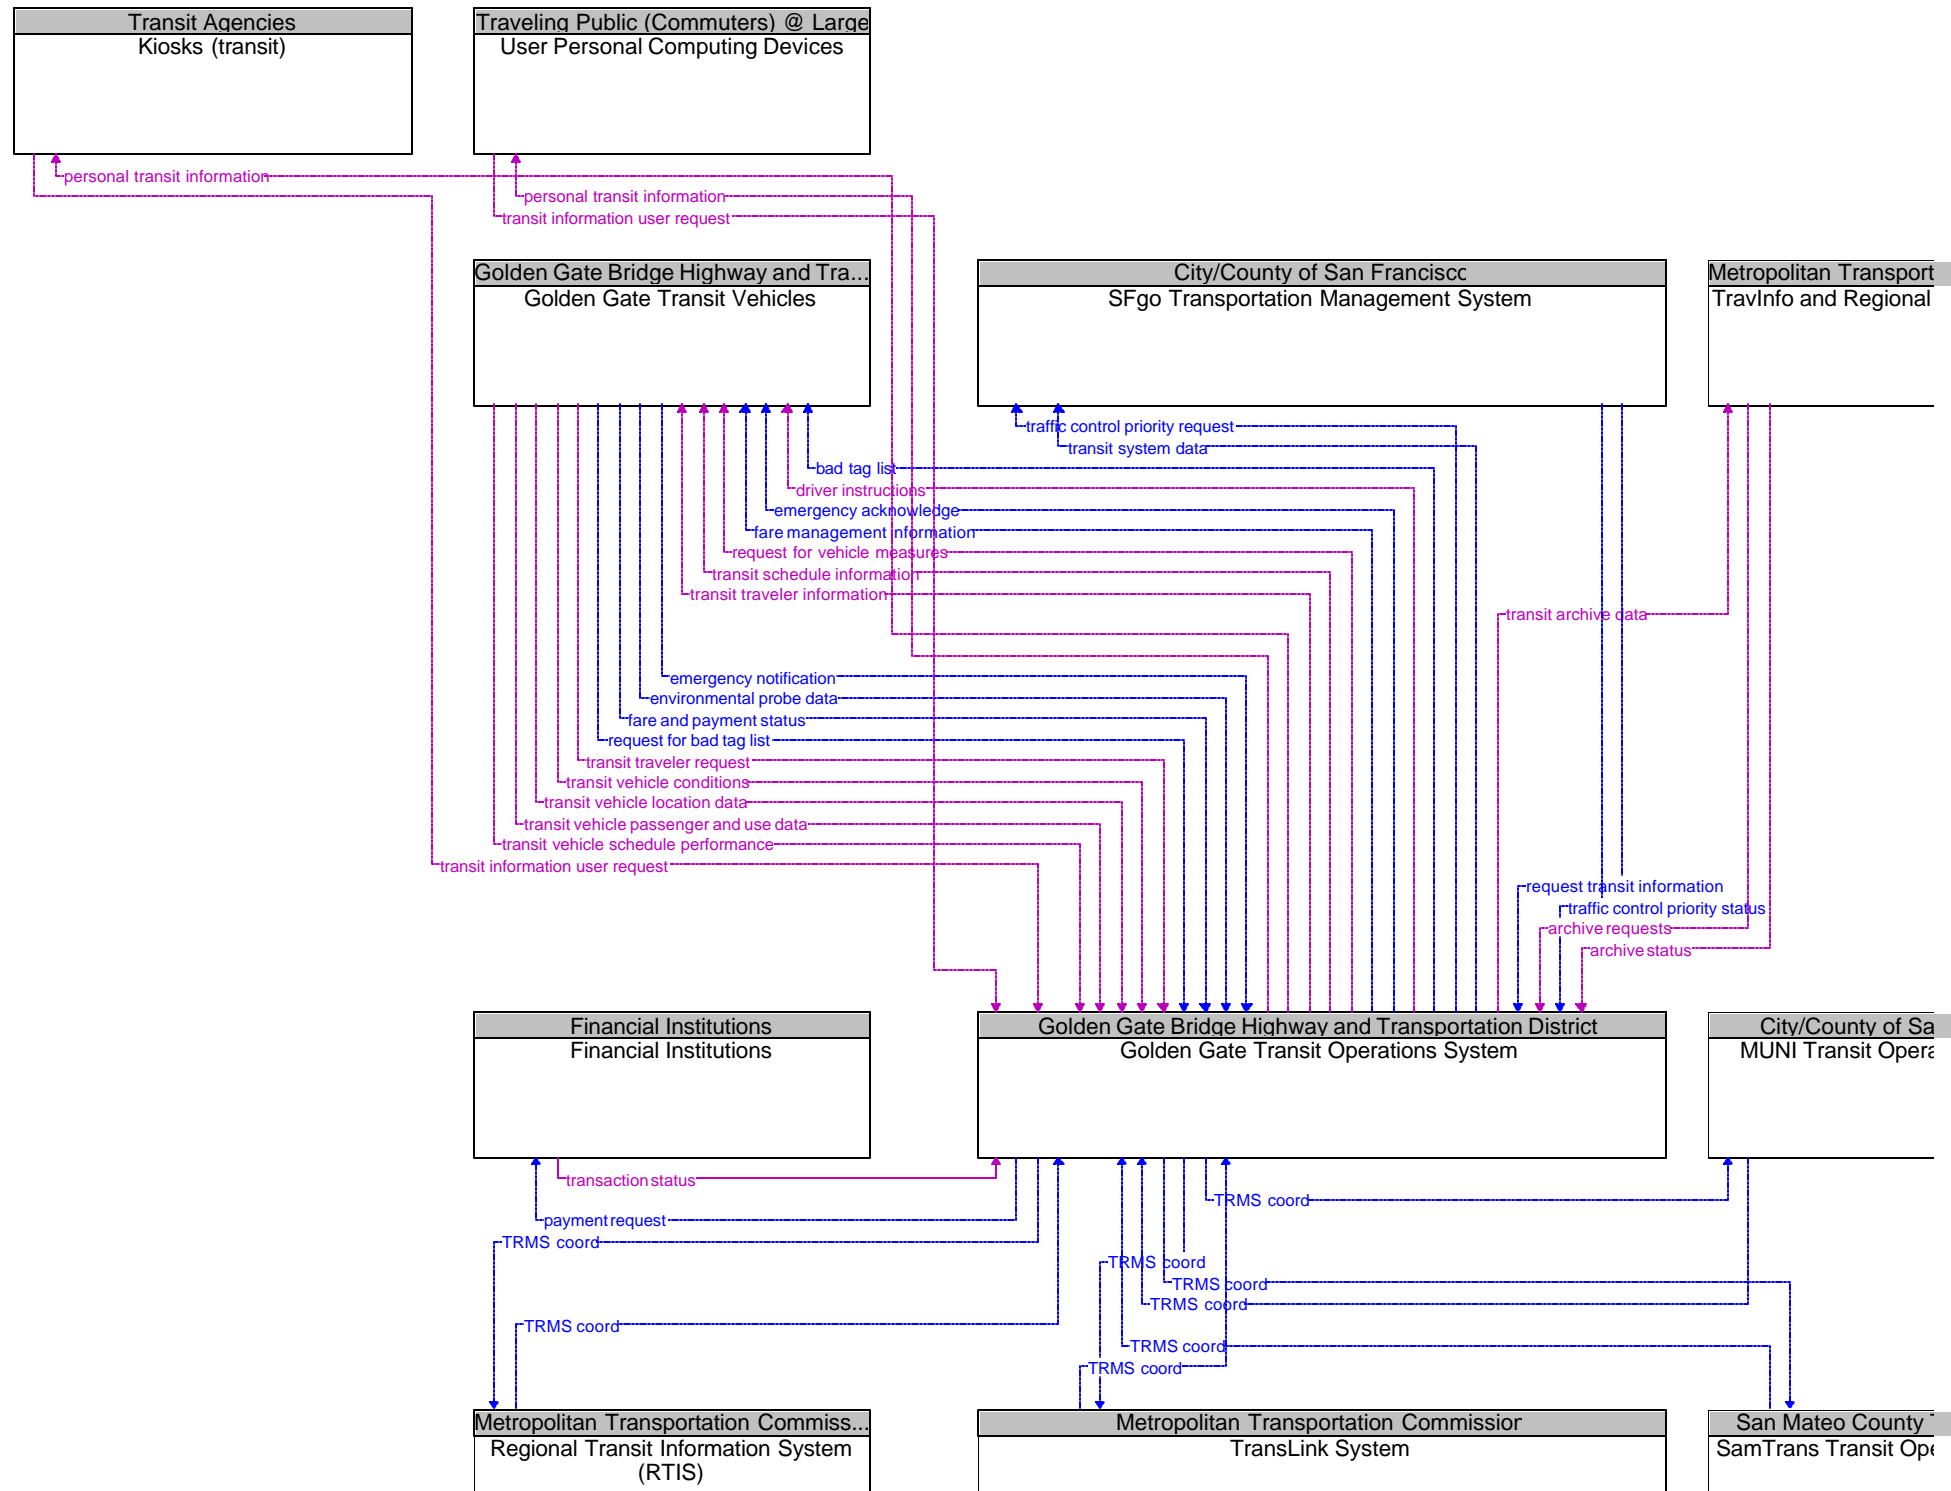 Transit Agencies
Kiosks (transit)
Traveling Public (Commuters) @ Large
User Personal Computing Devices
personal transit information
personal transit information
transit information user request
Golden Gate Bridge Highway and Tra...
Golden Gate Transit Vehicles
City/County of San Francisco
SFgo Transportation Management System
Metropolitan Transport
TravInfo and Regional
traffic control priority request
transit system data
bad tag list
driver instructions
emergency acknowledge
fare management information
request for vehicle measures
transit schedule information
transit traveler information
transit archive data
emergency notification
environmental probe data
fare and payment status
request for bad tag list
transit traveler request
transit vehicle conditions
transit vehicle location data
transit vehicle passenger and use data
transit vehicle schedule performance
transit information user request
request transit information
traffic control priority status
archive requests
archive status
Financial Institutions
Financial Institutions
Golden Gate Bridge Highway and Transportation District
Golden Gate Transit Operations System
City/County of Sa
MUNI Transit Opera
transaction status
TRMS coord
payment request
TRMS coord
TRMS coord
TRMS coord
TRMS coord
TRMS coord
TRMS coord
TRMS coord
Metropolitan Transportation Commiss...
Regional Transit Information System
(RTIS)
Metropolitan Transportation Commission
TransLink System
San Mateo County
SamTrans Transit Ope